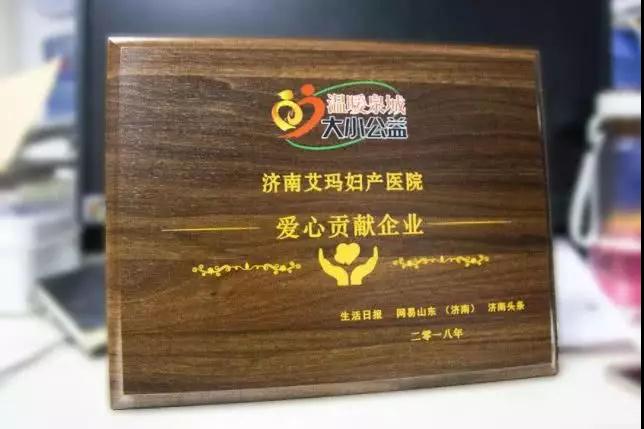 温暖泉城
大小公益
济南艾玛妇产医院
爱心贡献企业
生活日报 网易山东（济南） 济南头条
二零一八年